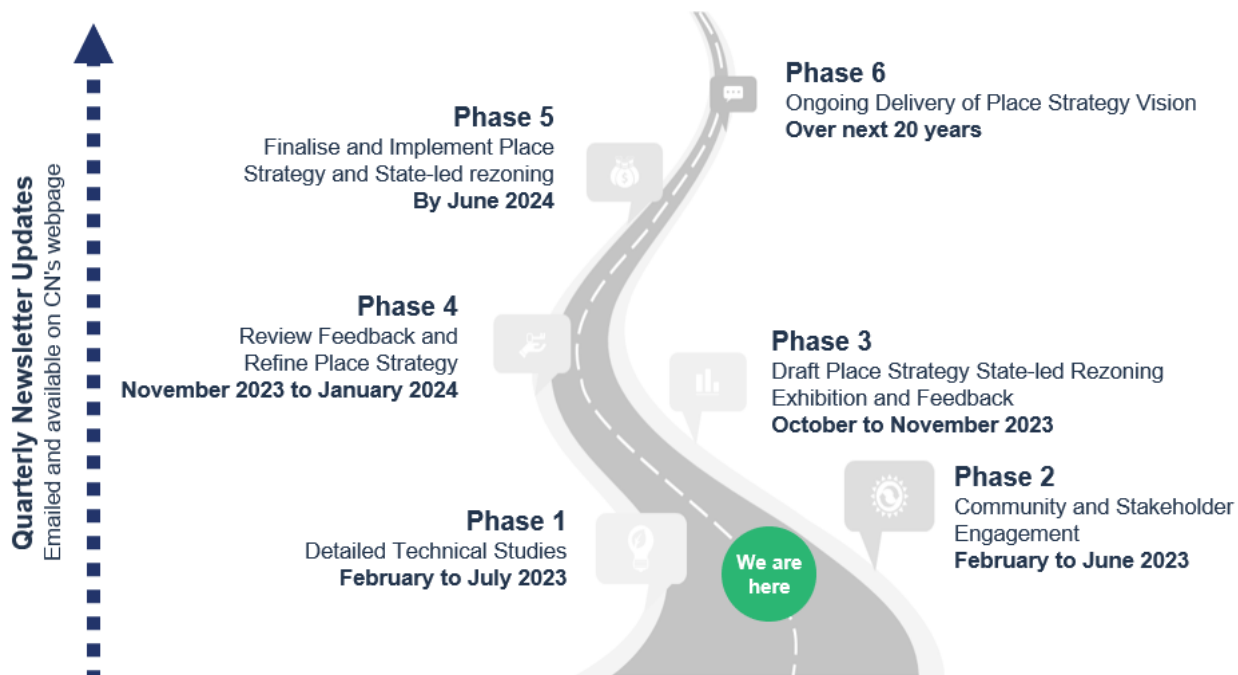 Quarterly Newsletter Updates
Emailed and available on CN's webpage
Phase 6
Ongoing Delivery of Place Strategy Vision
Over next 20 years
Phase 5
Finalise and Implement Place
Strategy and State-led rezoning
By June 2024
Phase 4
Review Feedback and
Refine Place Strategy
November 2023 to January 2024
Phase 3
Draft Place Strategy State-led Rezoning
Exhibition and Feedback
October to November 2023
Phase 2
Community and Stakeholder
Engagement
February to June 2023
Phase 1
Detailed Technical Studies
February to July 2023
We are
here